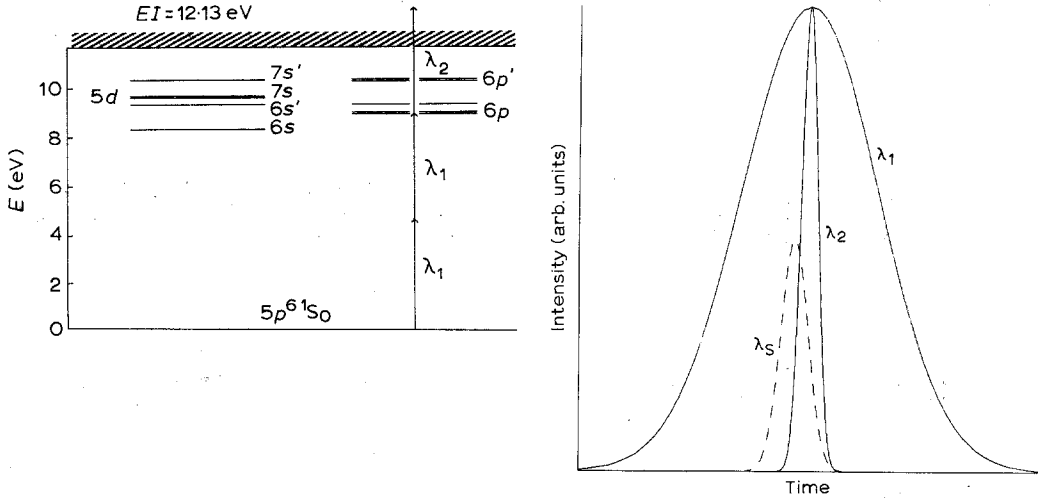 EI = 12·13 eV
λ₂
7s'
10
6p'
5d
7s
6s'
6p
6s
8
E (eV)
6
λ₁
4
λ₁
2
5p⁶ ¹S₀
0
λ₁
λ₂
λₛ
Intensity (arb. units)
Time